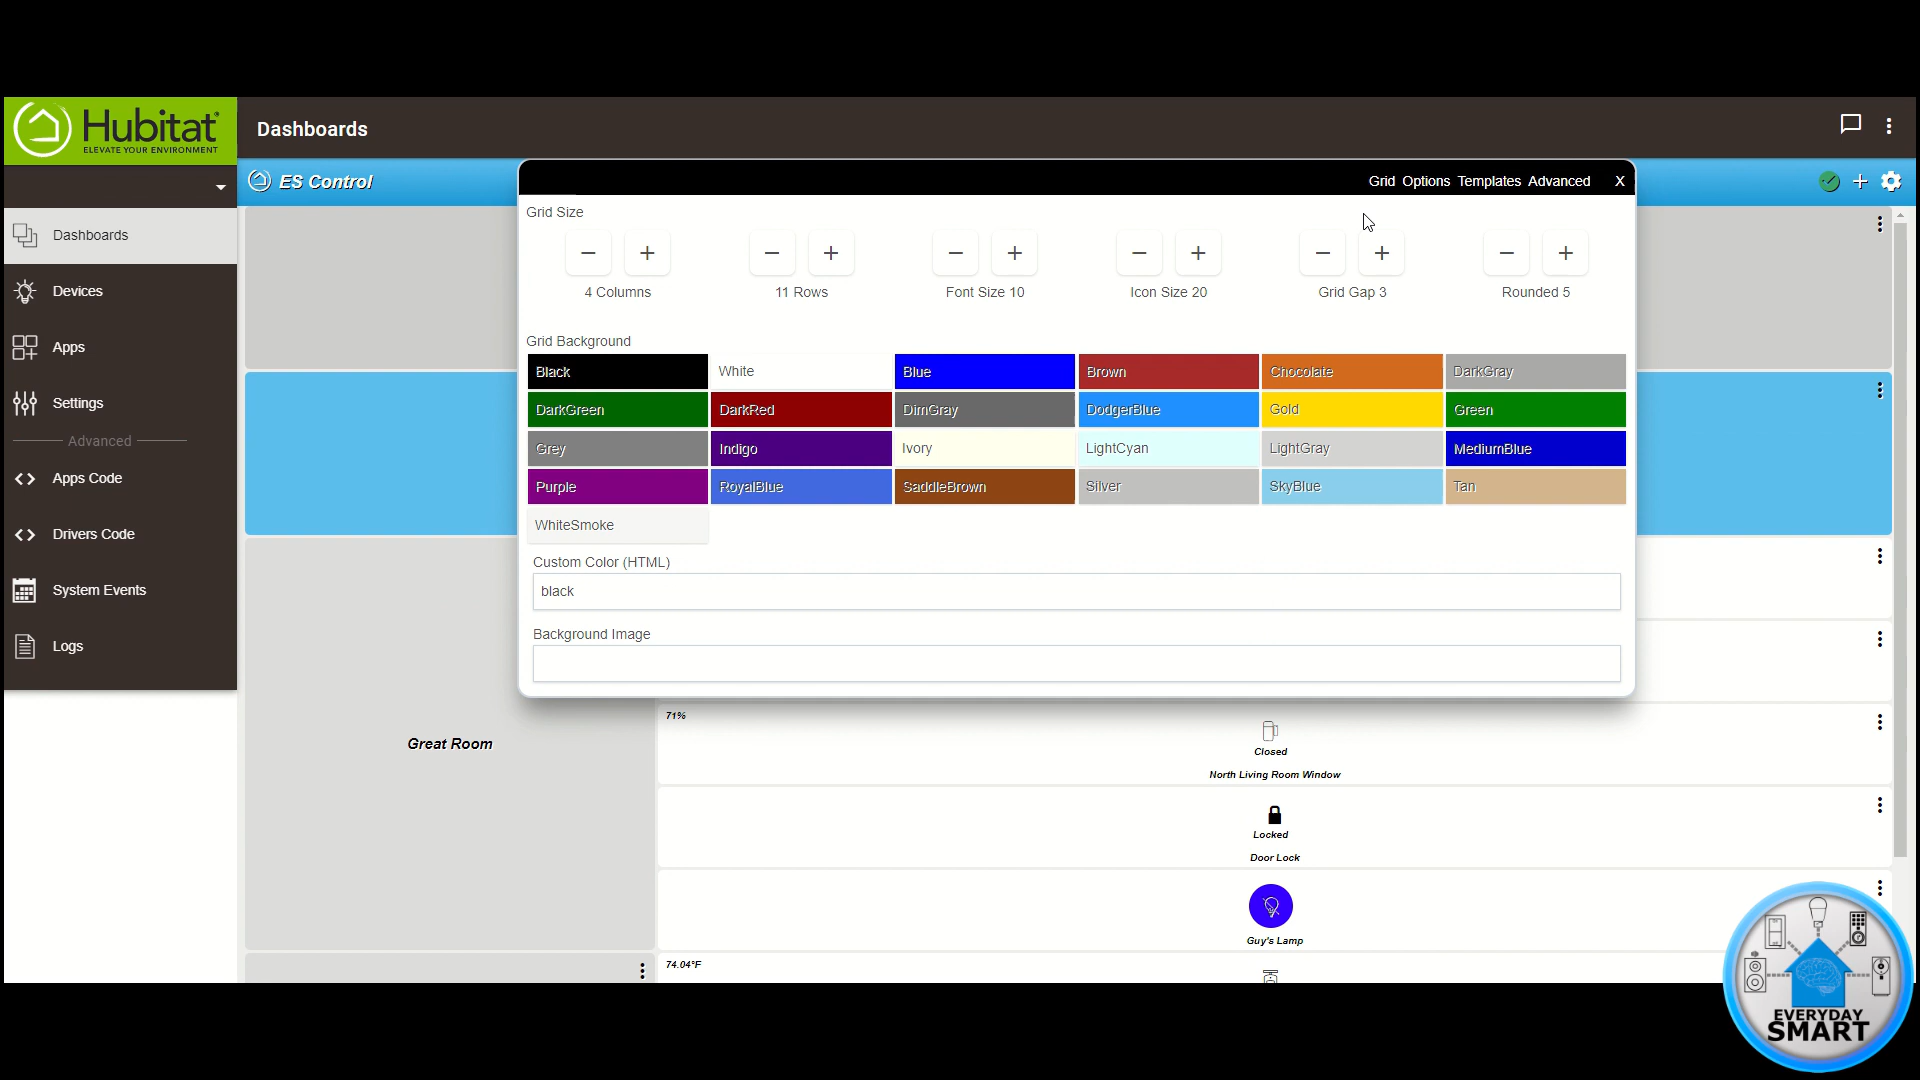 Hubitat®
ELEVATE YOUR ENVIRONMENT
Dashboards
ES Control
Grid Options Templates Advanced X
Dashboards
Devices
Apps
Settings
Advanced
Apps Code
Drivers Code
System Events
Logs
Grid Size
4 Columns 11 Rows Font Size 10 Icon Size 20 Grid Gap 3 Rounded 5
Grid Background
Black White Blue Brown Chocolate DarkGray
DarkGreen DarkRed DimGray DodgerBlue Gold Green
Grey Indigo Ivory LightCyan LightGray MediumBlue
Purple RoyalBlue SaddleBrown Silver SkyBlue Tan
WhiteSmoke
Custom Color (HTML)
black
Background Image
Great Room
71%
Closed
North Living Room Window
Locked
Door Lock
Guy's Lamp
74.04°F
EVERYDAY
SMART